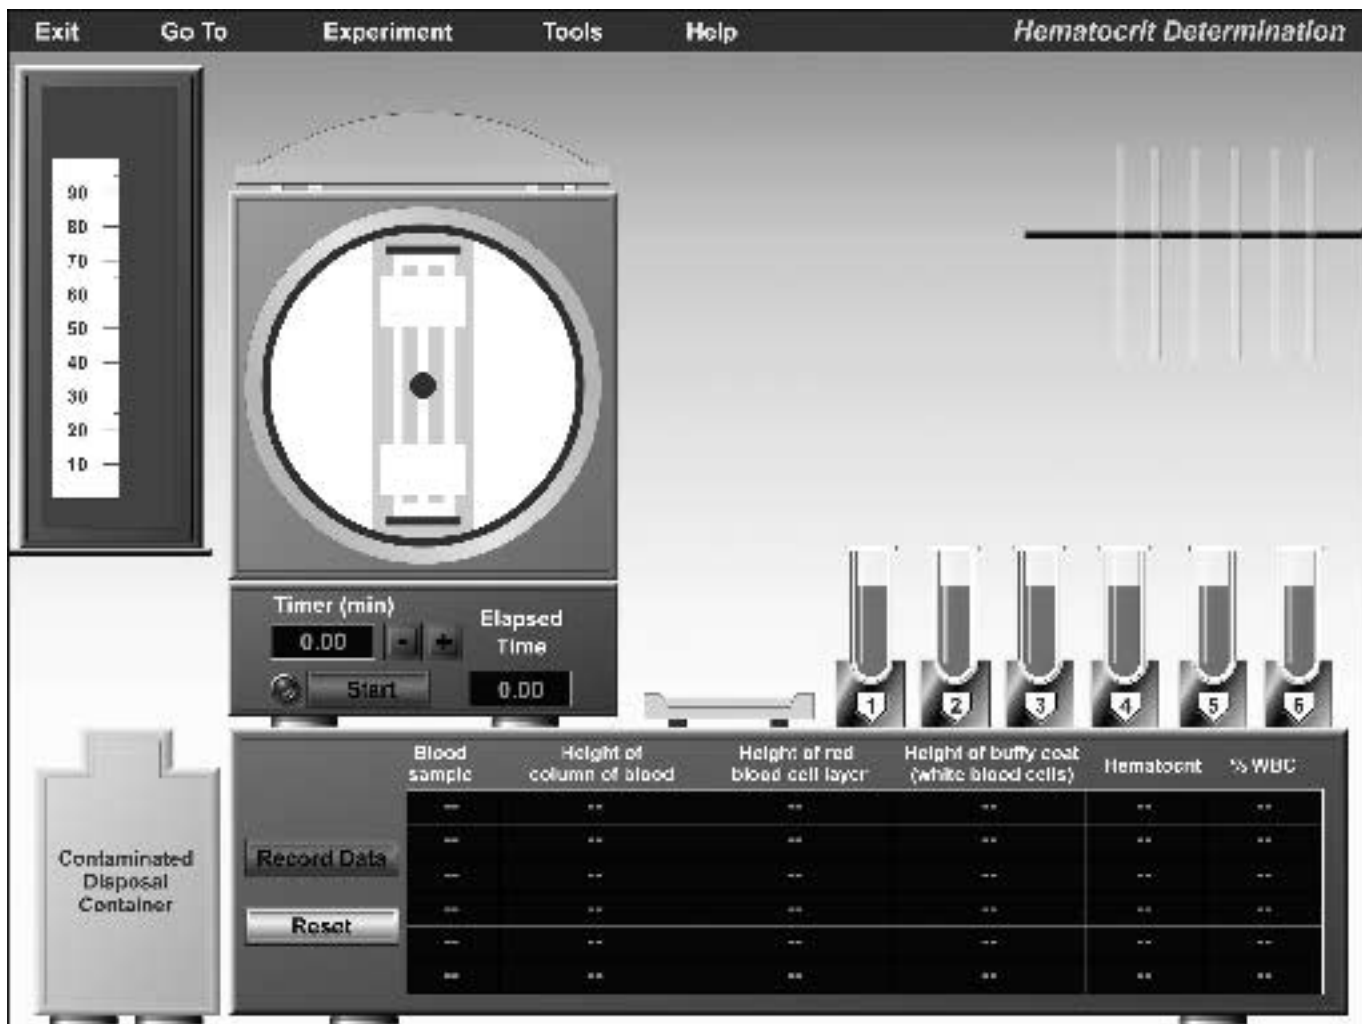 Exit Go To Experiment Tools Help Hematocrit Determination
90
80
70
60
50
40
30
20
10
Timer (min)
Elapsed
Time
0.00 - +
Start 0.00
1 2 3 4 5 6
Blood
sample
Height of
column of blood
Height of red
blood cell layer
Height of buffy coat
(white blood cells)
Hematocrit
% WBC
-- -- -- -- -- --
-- -- -- -- -- --
-- -- -- -- -- --
-- -- -- -- -- --
-- -- -- -- -- --
-- -- -- -- -- --
Record Data
Reset
Contaminated
Disposal
Container